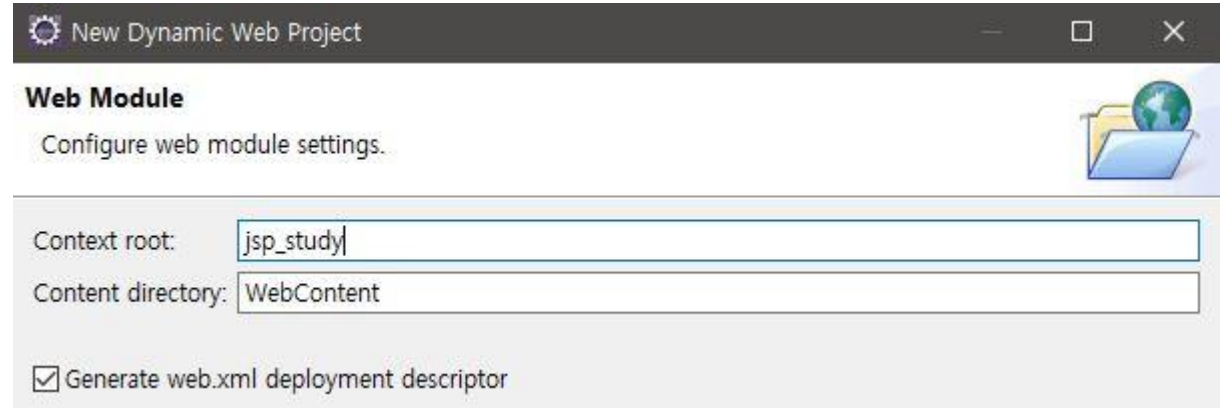 New Dynamic Web Project
Web Module
Configure web module settings.
Context root: jsp_study
Content directory: WebContent
Generate web.xml deployment descriptor